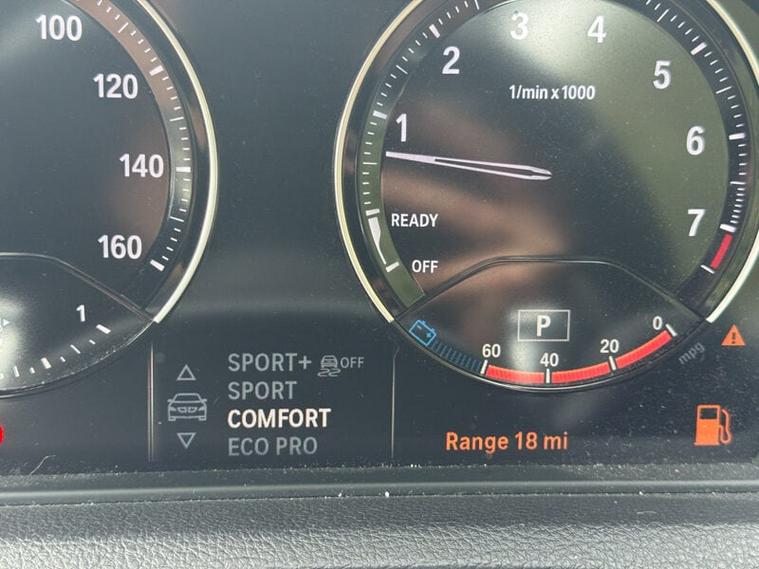 100
120
140
160
1
1
2
3
4
5
6
7
1/min x 1000
READY
OFF
P
60
40
20
0
mpg
SPORT+ OFF
SPORT
COMFORT
ECO PRO
Range 18 mi